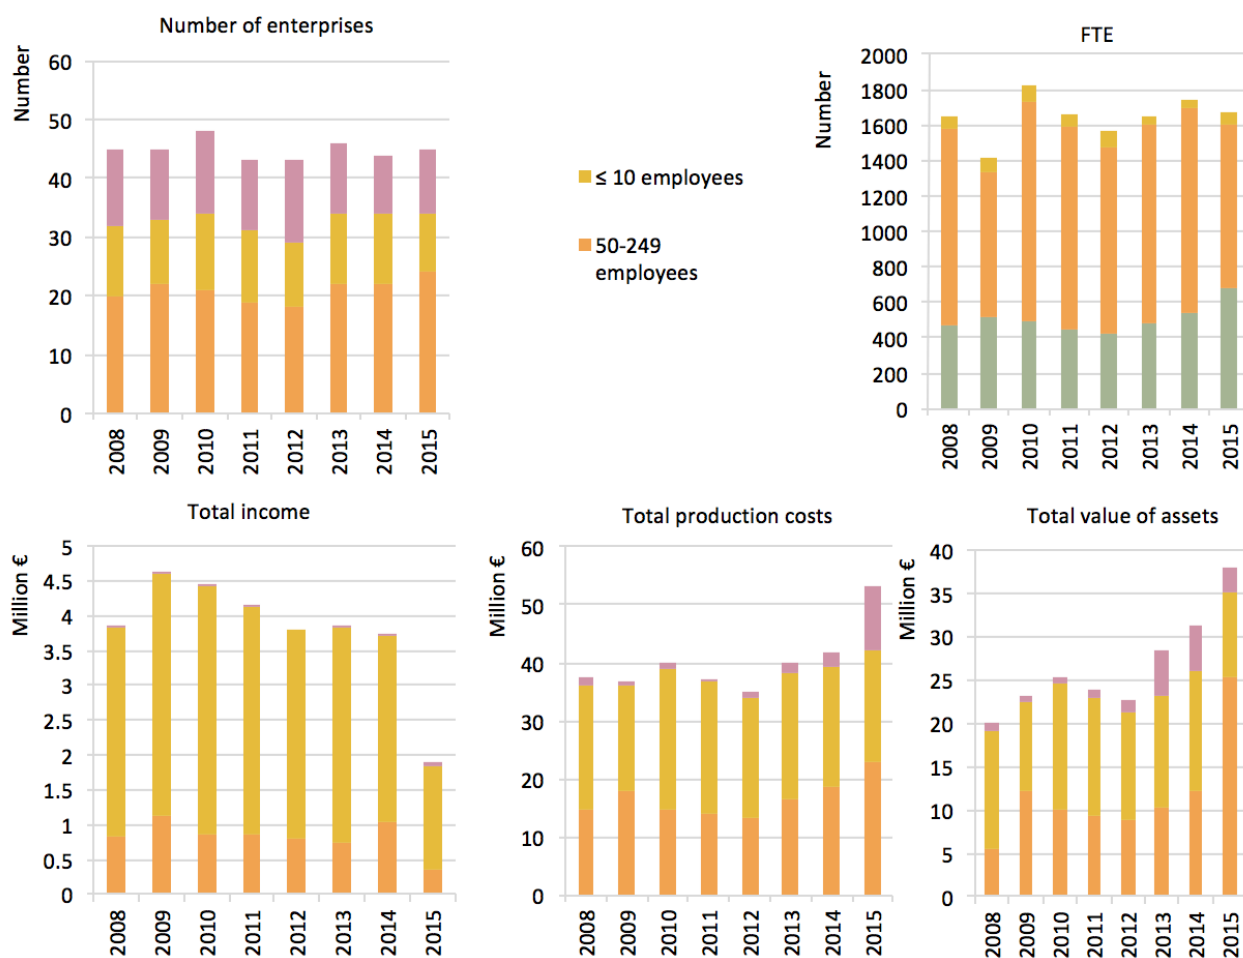 Number of enterprises
Number
60
50
40
30
20
10
0
2008 2009 2010 2011 2012 2013 2014 2015
≤ 10 employees
50-249
employees
FTE
Number
2000
1800
1600
1400
1200
1000
800
600
400
200
0
2008 2009 2010 2011 2012 2013 2014 2015
Total income
Million €
5
4.5
4
3.5
3
2.5
2
1.5
1
0.5
0
2008 2009 2010 2011 2012 2013 2014 2015
Total production costs
Million €
60
50
40
30
20
10
0
2008 2009 2010 2011 2012 2013 2014 2015
Total value of assets
Million €
40
35
30
25
20
15
10
5
0
2008 2009 2010 2011 2012 2013 2014 2015